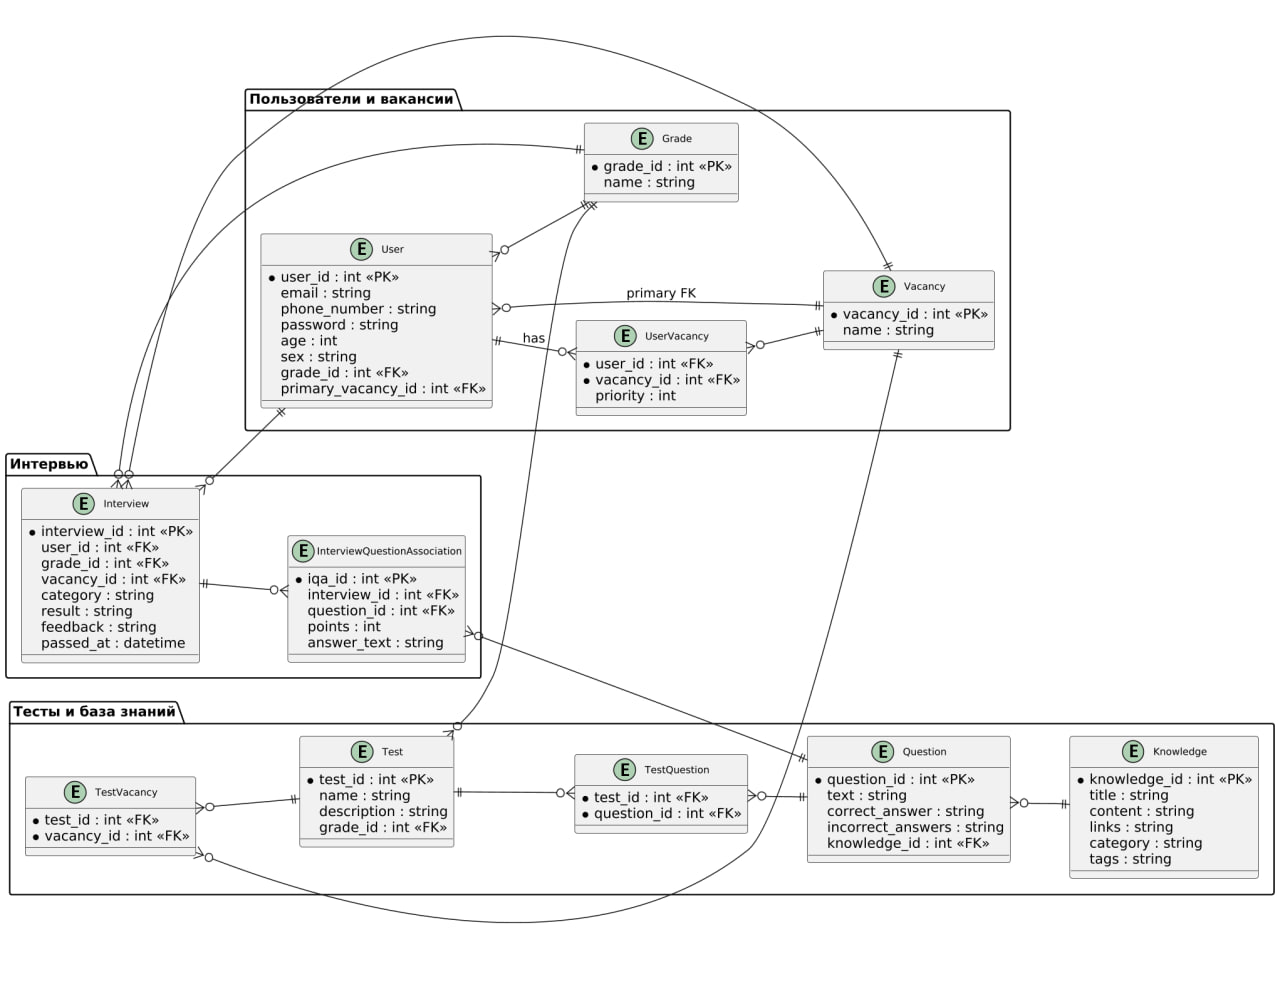 Пользователи и вакансии
E Grade
grade_id : int «PK»
name : string
E User
user_id : int «PK»
email : string
phone_number : string
password : string
age : int
sex : string
grade_id : int «FK»
primary_vacancy_id : int «FK»
primary FK
has
E UserVacancy
user_id : int «FK»
vacancy_id : int «FK»
priority : int
E Vacancy
vacancy_id : int «PK»
name : string
Интервью
E Interview
interview_id : int «PK»
user_id : int «FK»
grade_id : int «FK»
vacancy_id : int «FK»
category : string
result : string
feedback : string
passed_at : datetime
E InterviewQuestionAssociation
iqa_id : int «PK»
interview_id : int «FK»
question_id : int «FK»
points : int
answer_text : string
Тесты и база знаний
E TestVacancy
test_id : int «FK»
vacancy_id : int «FK»
E Test
test_id : int «PK»
name : string
description : string
grade_id : int «FK»
E TestQuestion
test_id : int «FK»
question_id : int «FK»
E Question
question_id : int «PK»
text : string
correct_answer : string
incorrect_answers : string
knowledge_id : int «FK»
E Knowledge
knowledge_id : int «PK»
title : string
content : string
links : string
category : string
tags : string